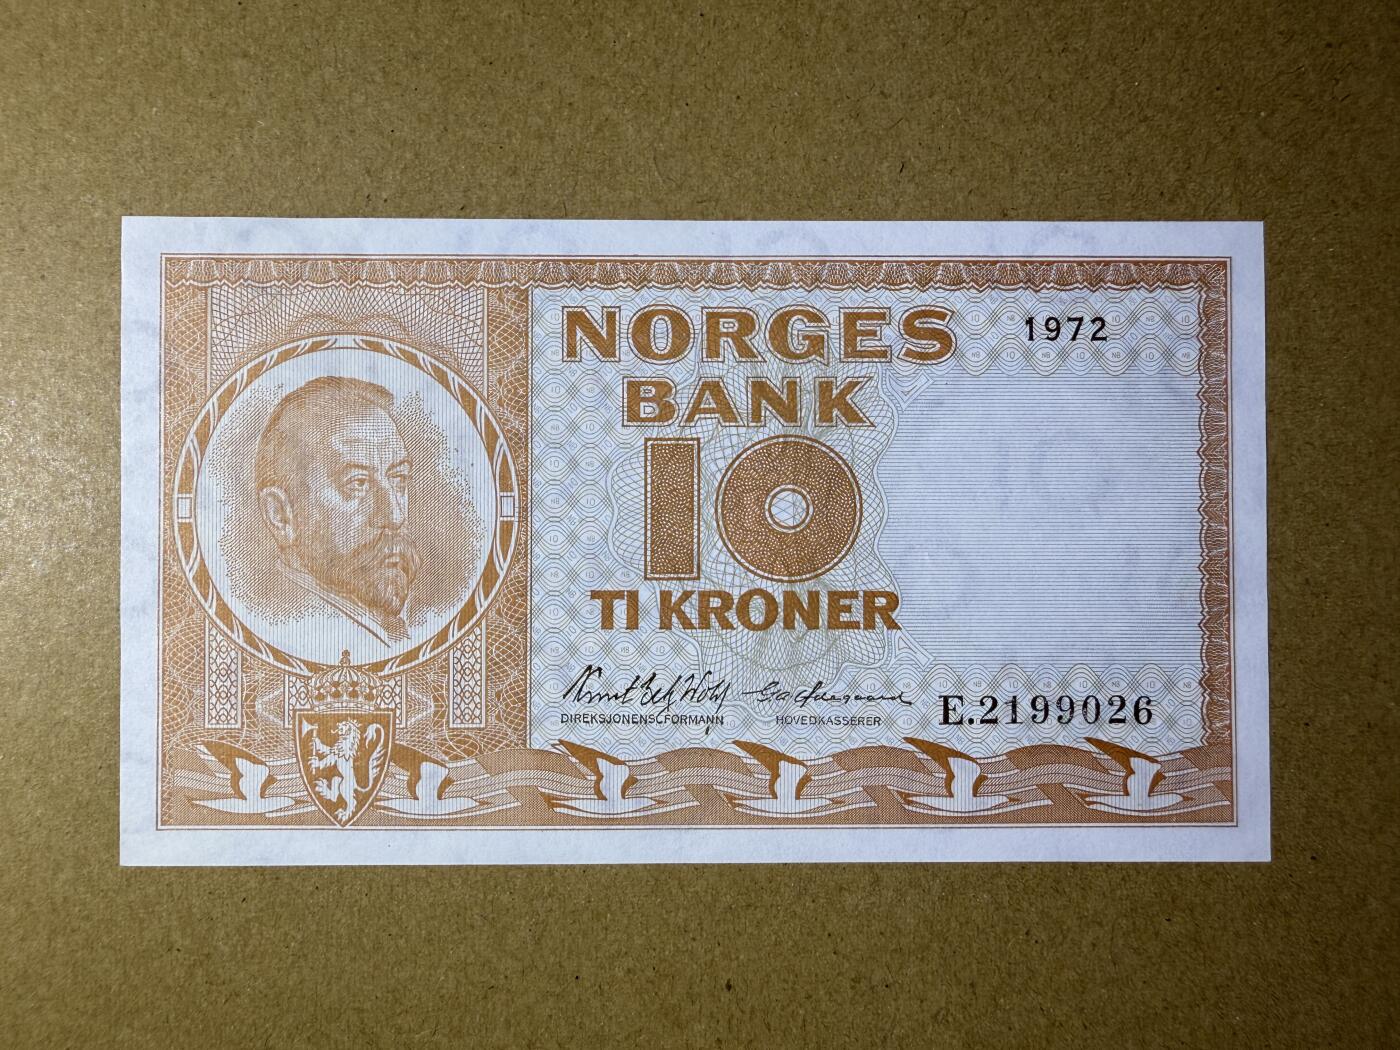 NORGES
1972
BANK
10
TI KRONER
DIREKSJONENS FORMANN
HOVEDKASSERER
E.2199026